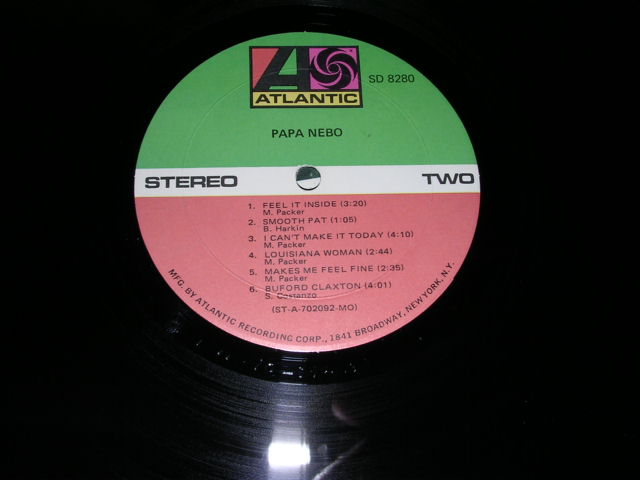 SD 8280
ATLANTIC
PAPA NEBO
STEREO TWO
1. FEEL IT INSIDE (3:20)
M. Packer
2. SMOOTH PAT (1:05)
B. Harkin
3. I CAN'T MAKE IT TODAY (4:10)
M. Packer
4. LOUISIANA WOMAN (2:44)
M. Packer
5. MAKES ME FEEL FINE (2:35)
M. Packer
6. BUFORD CLAXTON (4:01)
S. Costanzo
(ST-A-702092-MO)
MFG. BY ATLANTIC RECORDING CORP., 1841 BROADWAY, NEW YORK, N.Y.